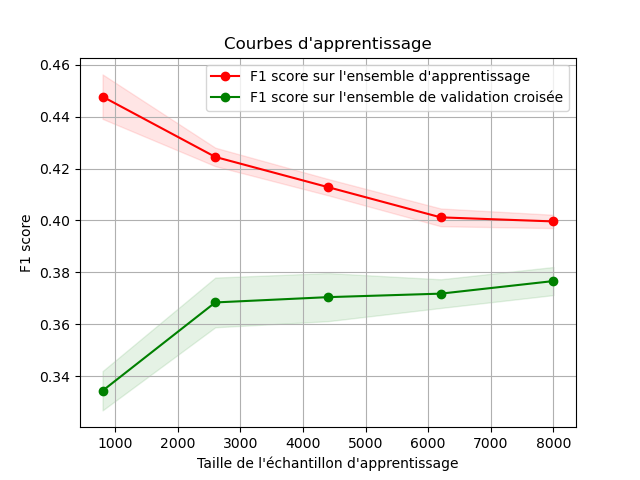 Courbes d'apprentissage
F1 score sur l'ensemble d'apprentissage
F1 score sur l'ensemble de validation croisée
0.46
0.44
0.42
0.40
0.38
0.36
0.34
F1 score
1000 2000 3000 4000 5000 6000 7000 8000
Taille de l'échantillon d'apprentissage